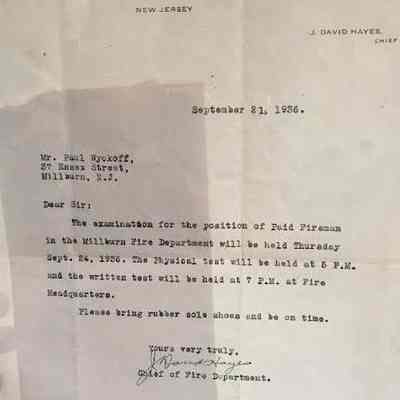 NEW JERSEY
J. DAVID HAYES,
CHIEF
September 21, 1936.
Mr. Paul Wyckoff,
37 Essex Street,
Millburn, N.J.
Dear Sir:
The examination for the position of Paid Fireman
in the Millburn Fire Department will be held Thursday
Sept. 24, 1936. The Physical test will be held at 5 P.M.
and the written test will be held at 7 P.M. at Fire
Headquarters.
Please bring rubber sole shoes and be on time.
Yours very truly,
J David Hayes
Chief of Fire Department.